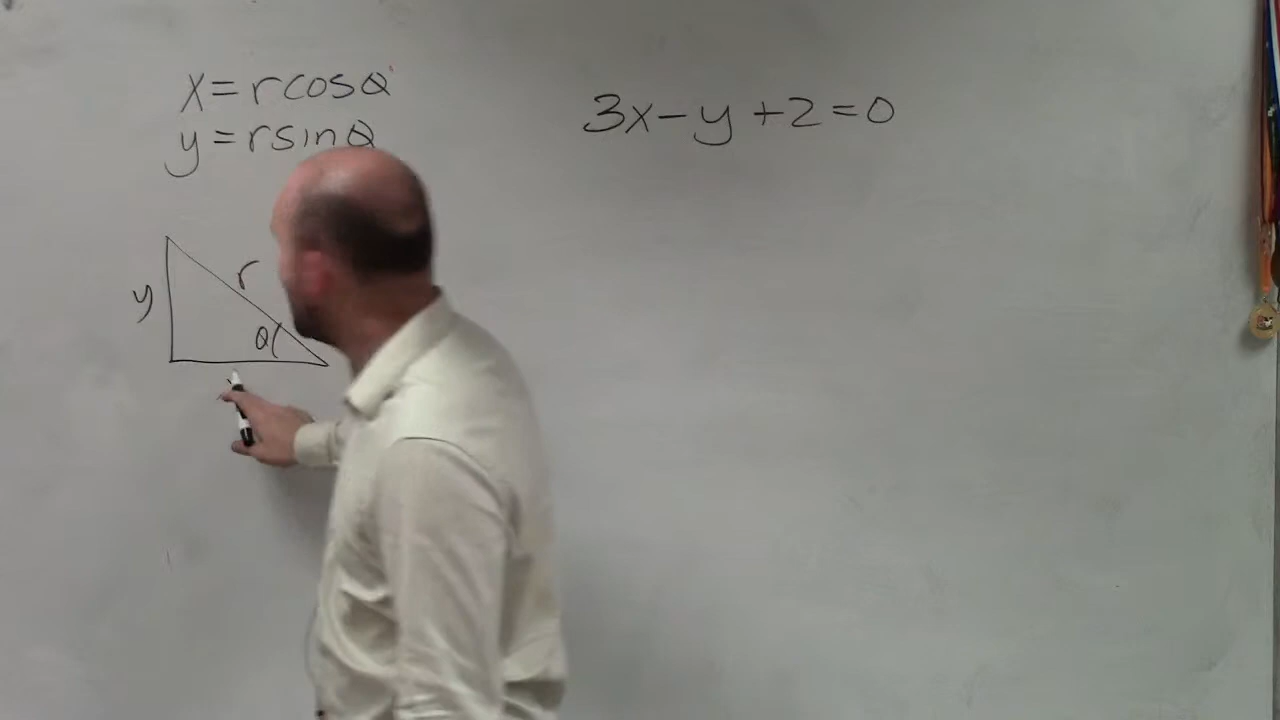 x=rcosθ
y=rsinθ
3x-y+2=0
r
y
θ